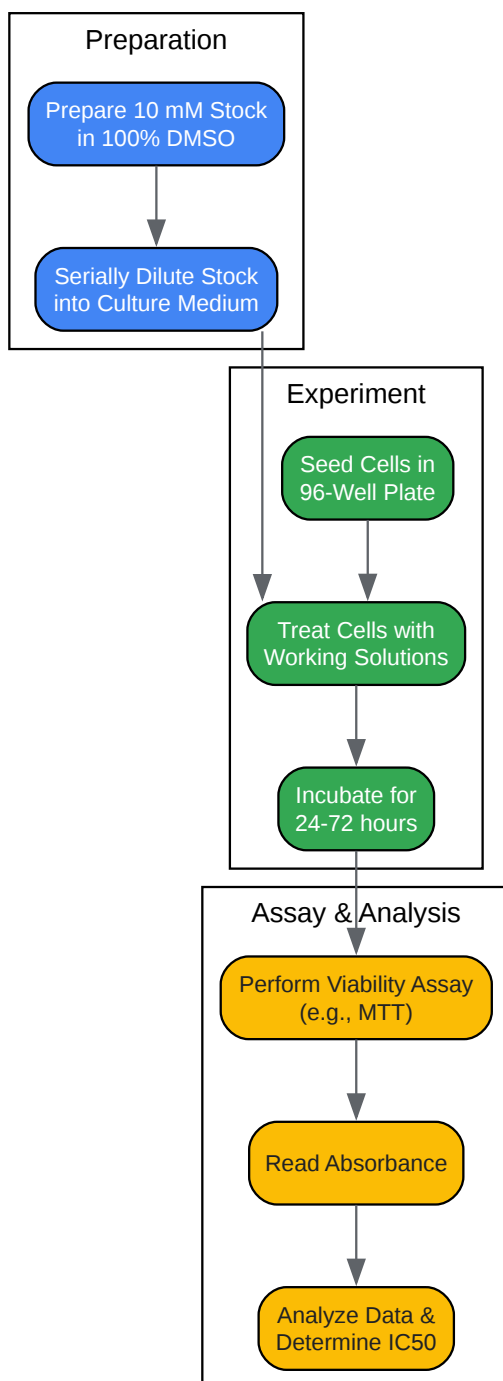 Preparation
Prepare 10 mM Stock
in 100% DMSO
Serially Dilute Stock
into Culture Medium
Experiment
Seed Cells in
96-Well Plate
Treat Cells with
Working Solutions
Incubate for
24-72 hours
Assay & Analysis
Perform Viability Assay
(e.g., MTT)
Read Absorbance
Analyze Data &
Determine IC50